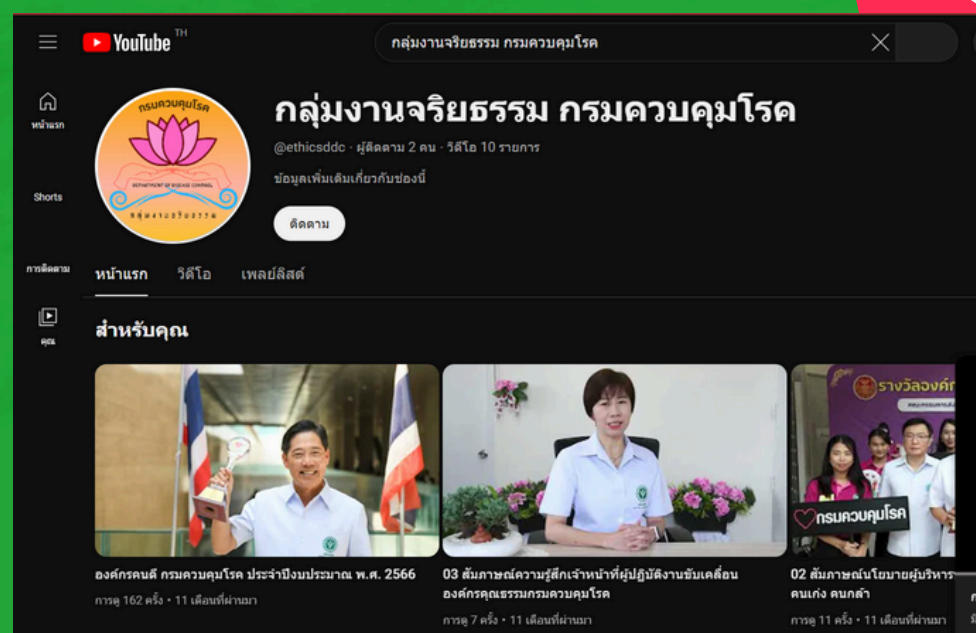 YouTube TH
กลุ่มงานจริยธรรม กรมควบคุมโรค
หน้าแรก
Shorts
การติดตาม
คุณ
กรมควบคุมโรค
DEPARTMENT OF DISEASE CONTROL
กลุ่มงานจริยธรรม
กลุ่มงานจริยธรรม กรมควบคุมโรค
@ethicsddc · ผู้ติดตาม 2 คน · วิดีโอ 10 รายการ
ข้อมูลเพิ่มเติมเกี่ยวกับช่องนี้
ติดตาม
หน้าแรก วิดีโอ เพลย์ลิสต์
สำหรับคุณ
รางวัลองค์ก
กรมควบคุมโรค
องค์กรคนดี กรมควบคุมโรค ประจำปีงบประมาณ พ.ศ. 2566
การดู 162 ครั้ง • 11 เดือนที่ผ่านมา
03 สัมภาษณ์ความรู้สึกเจ้าหน้าที่ผู้ปฏิบัติงานขับเคลื่อน
องค์กรคุณธรรมกรมควบคุมโรค
การดู 7 ครั้ง • 11 เดือนที่ผ่านมา
02 สัมภาษณ์นโยบายผู้บริหาร
คนเก่ง คนกล้า
การดู 11 ครั้ง • 11 เดือนที่ผ่านมา